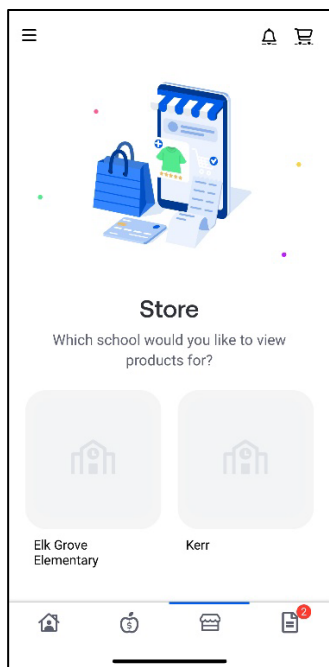 Store
Which school would you like to view
products for?
Elk Grove
Elementary
Kerr
2